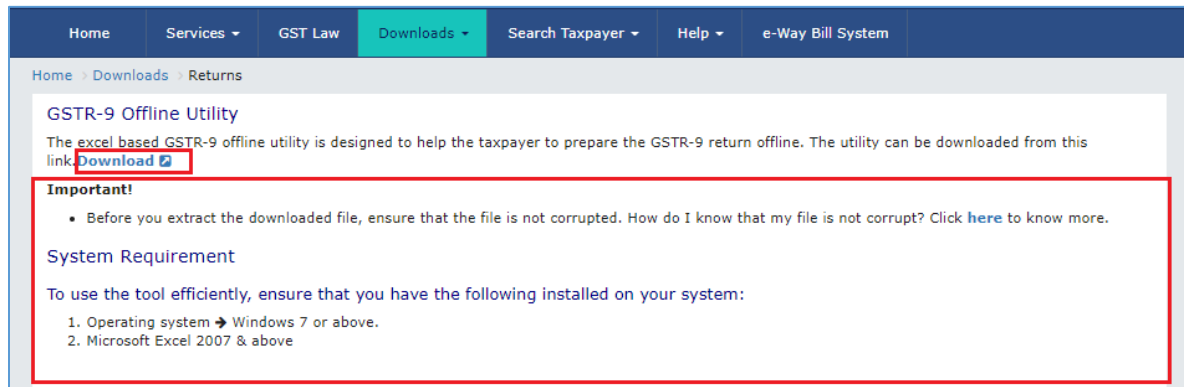 Home Services GST Law Downloads Search Taxpayer Help e-Way Bill System
Home > Downloads > Returns
GSTR-9 Offline Utility
The excel based GSTR-9 offline utility is designed to help the taxpayer to prepare the GSTR-9 return offline. The utility can be downloaded from this
link.Download
Important!
• Before you extract the downloaded file, ensure that the file is not corrupted. How do I know that my file is not corrupt? Click here to know more.
System Requirement
To use the tool efficiently, ensure that you have the following installed on your system:
1. Operating system → Windows 7 or above.
2. Microsoft Excel 2007 & above